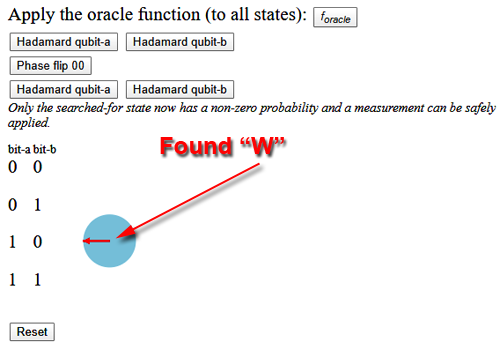 Apply the oracle function (to all states): foracle
Hadamard qubit-a Hadamard qubit-b
Phase flip 00
Hadamard qubit-a Hadamard qubit-b
Only the searched-for state now has a non-zero probability and a measurement can be safely
applied.
Found “W”
bit-a bit-b
0 0
0 1
1 0
1 1
Reset